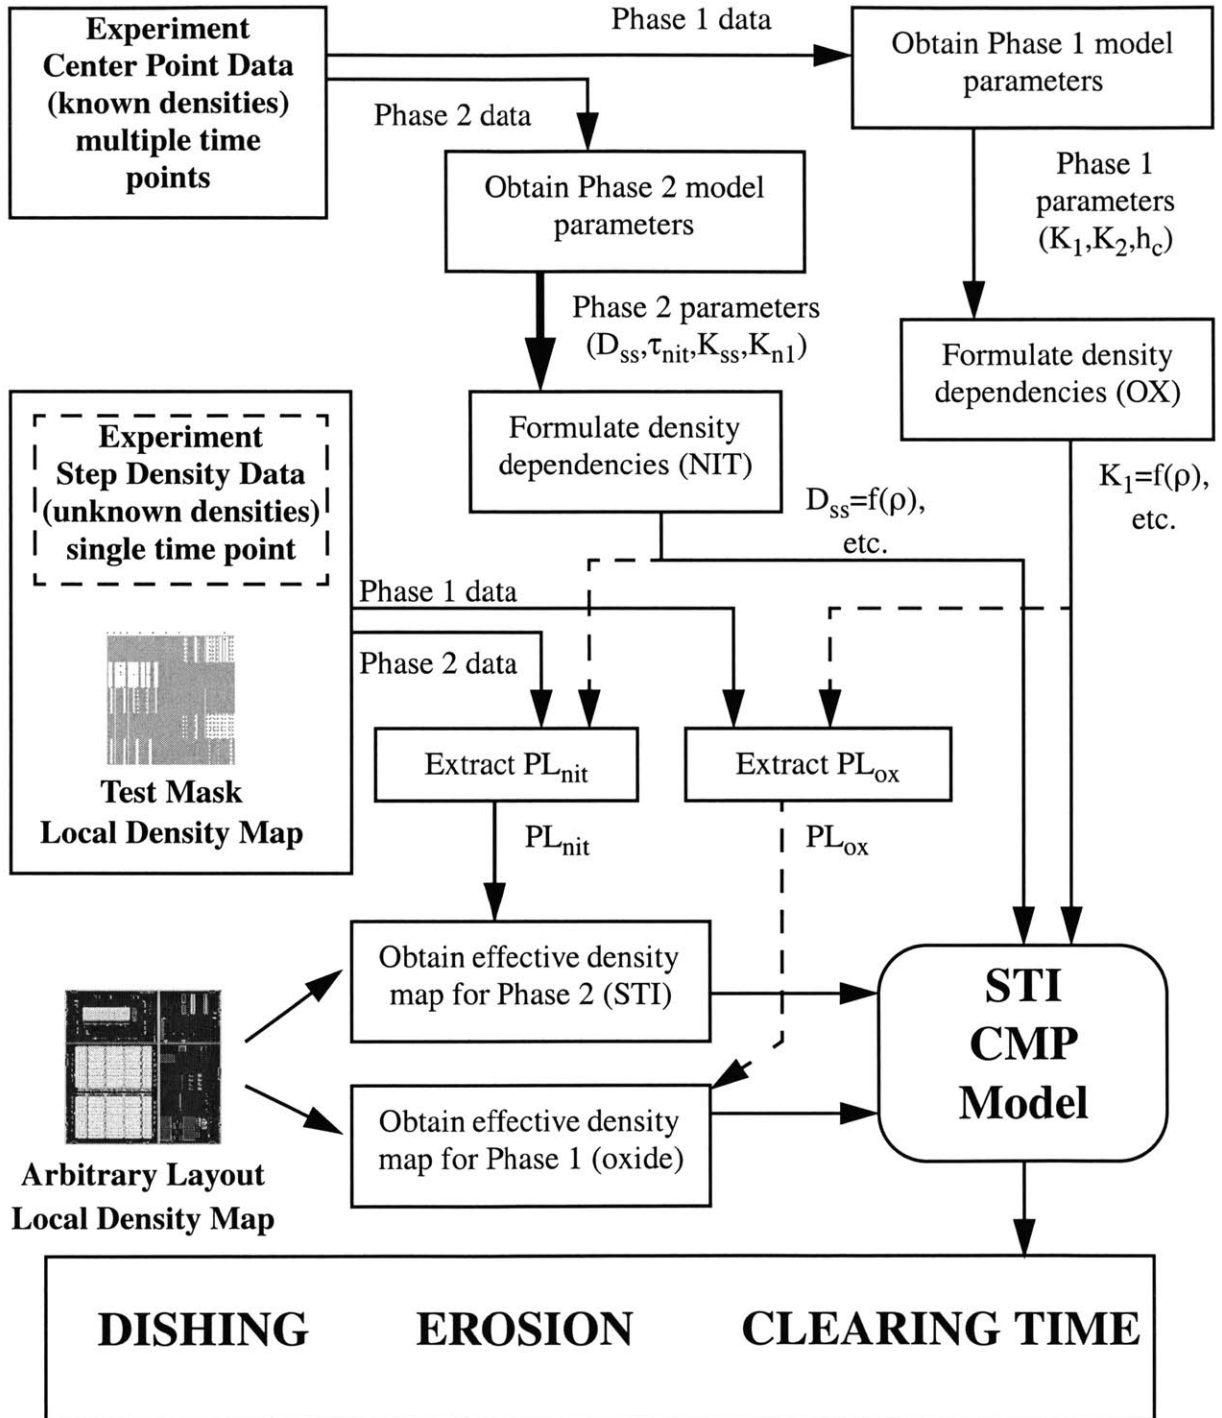 Experiment
Center Point Data
(known densities)
multiple time
points
Phase 1 data
Obtain Phase 1 model
parameters
Phase 2 data
Obtain Phase 2 model
parameters
Phase 1
parameters
(K1,K2,hc)
Phase 2 parameters
(Dss,τnit,Kss,Kn1)
Formulate density
dependencies (OX)
Formulate density
dependencies (NIT)
K1=f(ρ),
etc.
Dss=f(ρ),
etc.
Experiment
Step Density Data
(unknown densities)
single time point
Phase 1 data
Phase 2 data
Test Mask
Local Density Map
Extract PLnit
Extract PLox
PLnit
PLox
Obtain effective density
map for Phase 2 (STI)
STI
CMP
Model
Obtain effective density
map for Phase 1 (oxide)
Arbitrary Layout
Local Density Map
DISHING
EROSION
CLEARING TIME